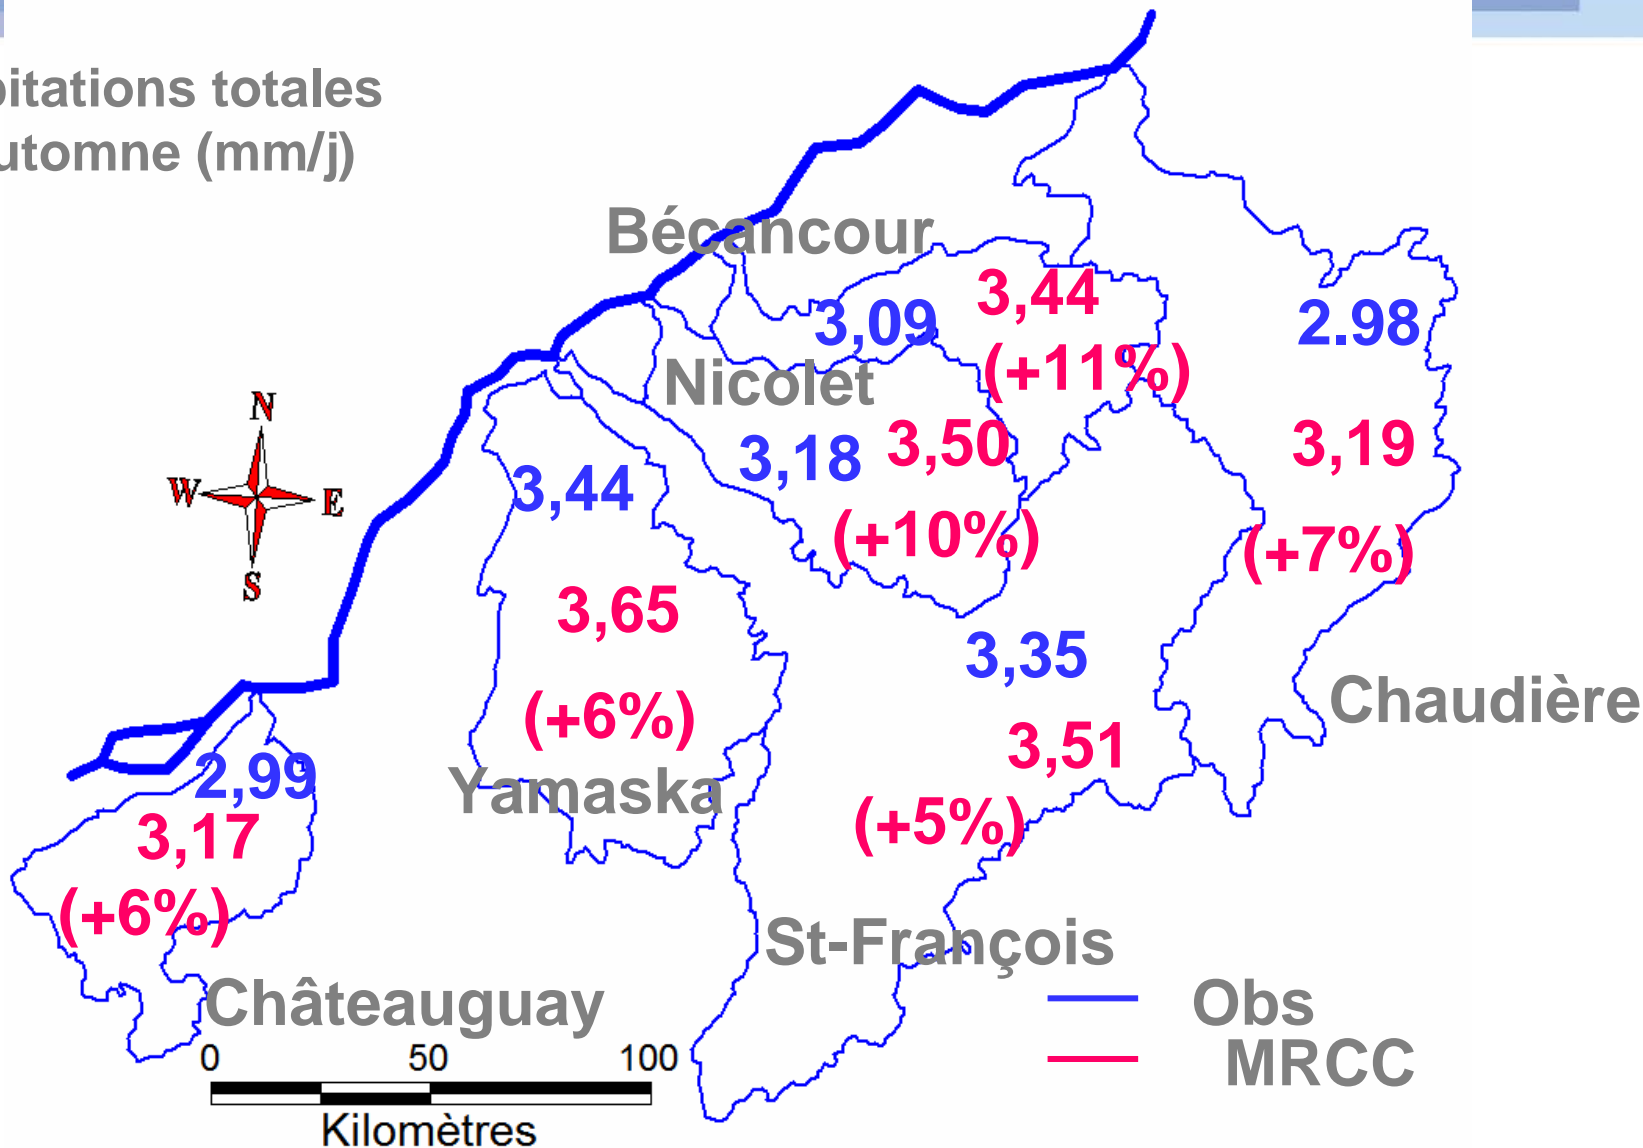 pitations totales
utomne (mm/j)
Bécancour
3,09
3,44
(+11%)
2.98
3,19
(+7%)
Chaudière
Nicolet
3,18
3,50
(+10%)
N
W
E
S
3,44
3,65
(+6%)
Yamaska
3,35
3,51
(+5%)
St-François
2,99
3,17
(+6%)
Châteauguay
Obs
MRCC
0 50 100
Kilomètres